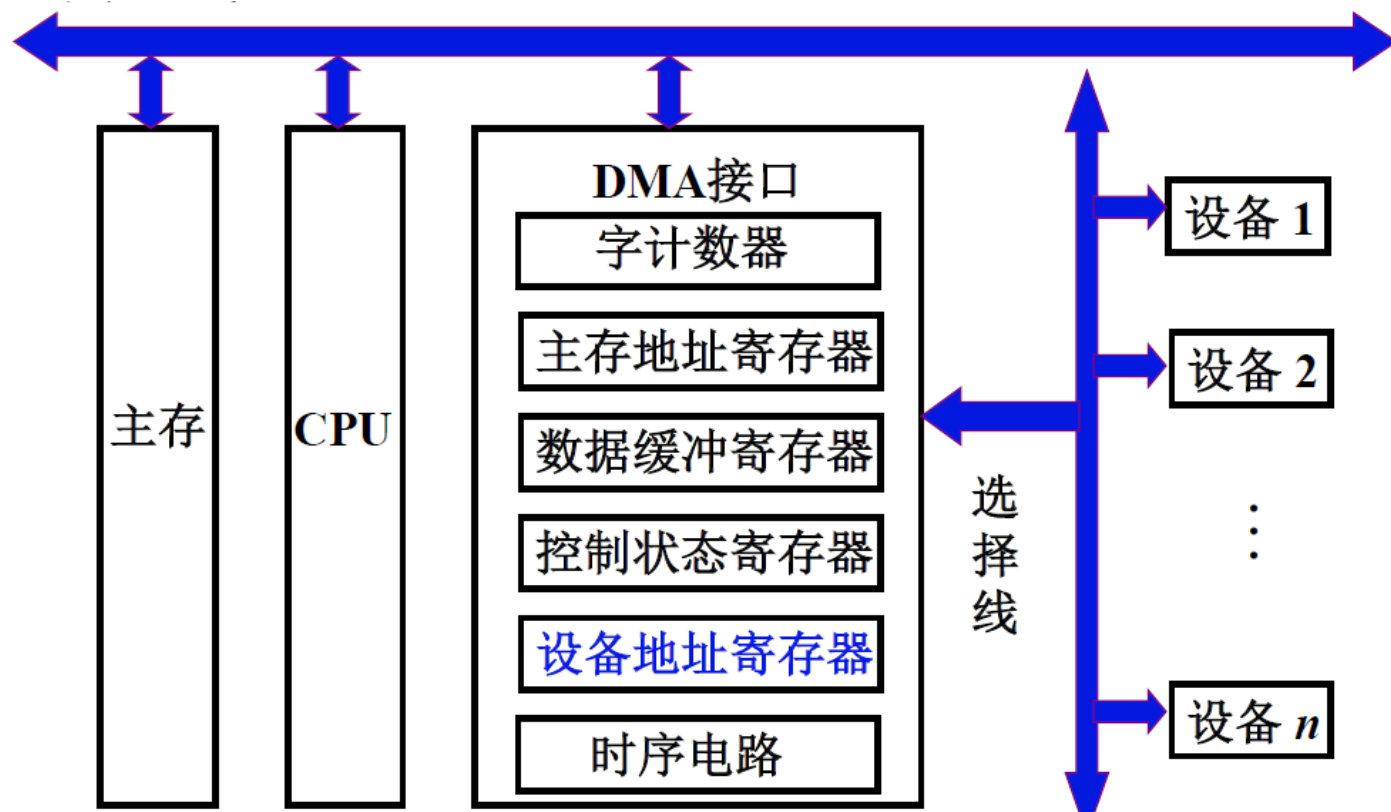 DMA接口
字计数器
主存地址寄存器
数据缓冲寄存器
控制状态寄存器
设备地址寄存器
时序电路
主存
CPU
选择线
设备 1
设备 2
⋮
设备 n